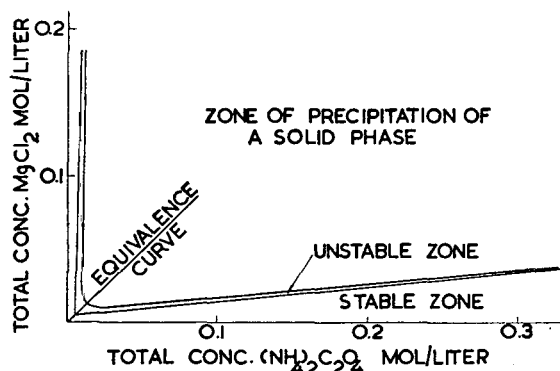 TOTAL CONC. MgCl2 MOL/LITER
0.2
0.1
0
ZONE OF PRECIPITATION OF
A SOLID PHASE
EQUIVALENCE
CURVE
UNSTABLE ZONE
STABLE ZONE
0.1
0.2
0.3
TOTAL CONC. (NH4)2C2O4 MOL/LITER